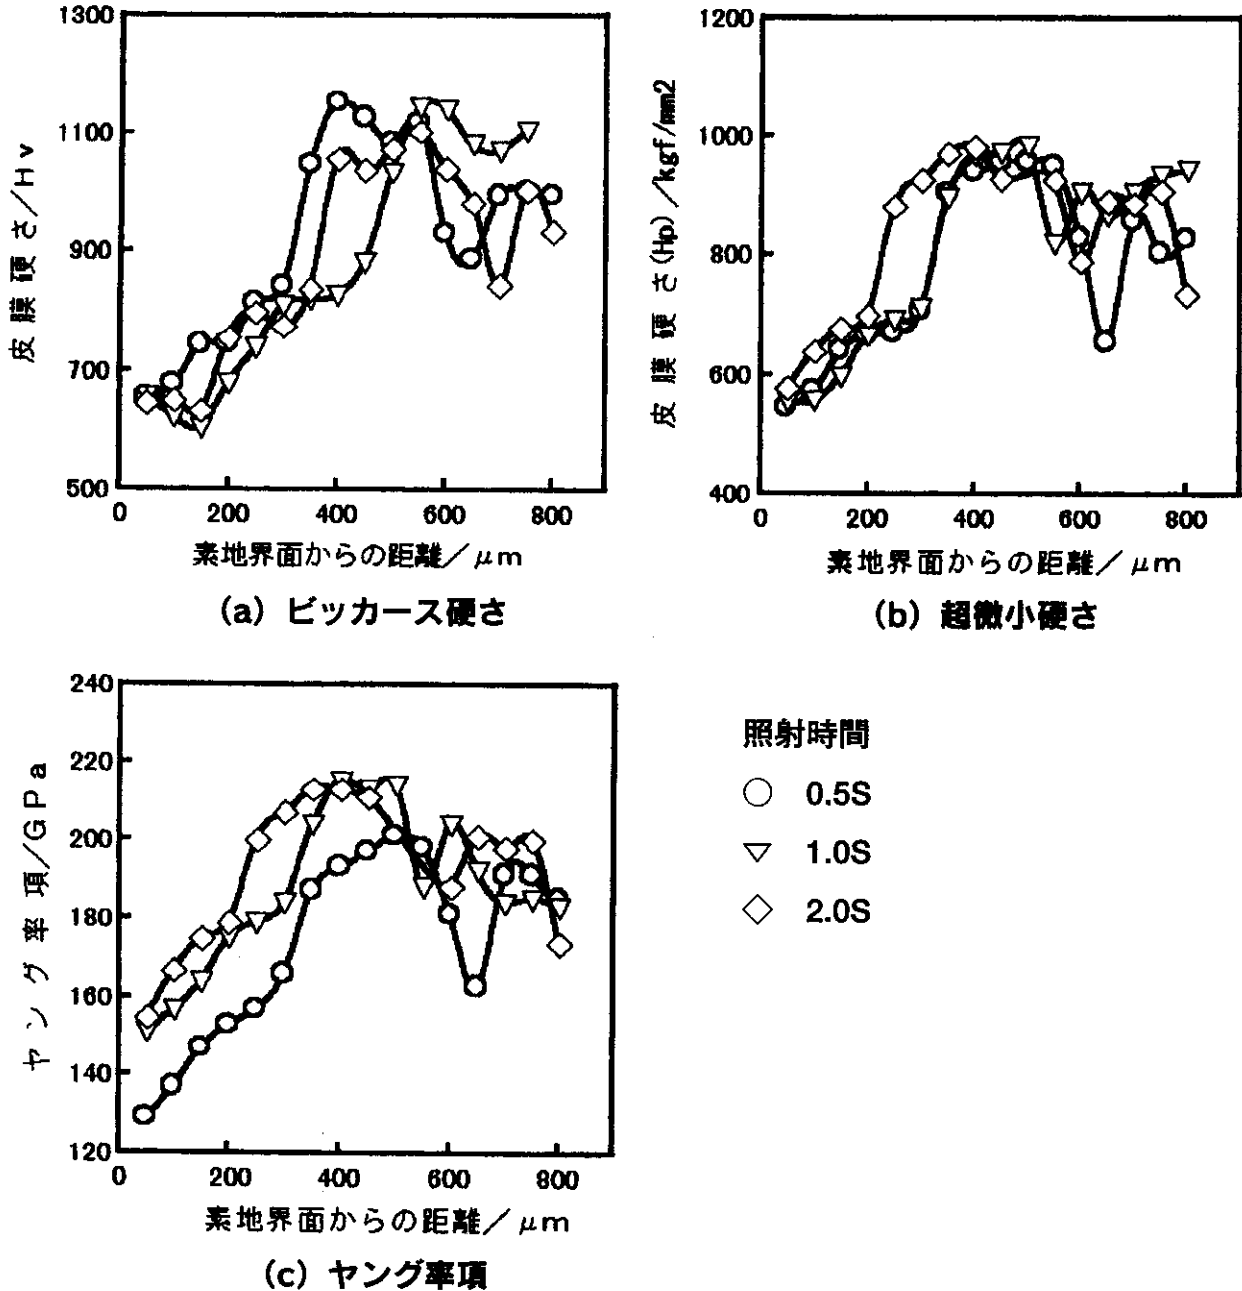 1300
1100
900
700
500
0
200
400
600
800
皮膜硬さ/Hv
素地界面からの距離/μm
(a) ビッカース硬さ
1200
1000
800
600
400
0
200
400
600
800
皮膜硬さ(Hp)/kgf/mm2
素地界面からの距離/μm
(b) 超微小硬さ
240
220
200
180
160
140
120
0
200
400
600
800
ヤング率項/GPa
素地界面からの距離/μm
(c) ヤング率項
照射時間
0.5S
1.0S
2.0S